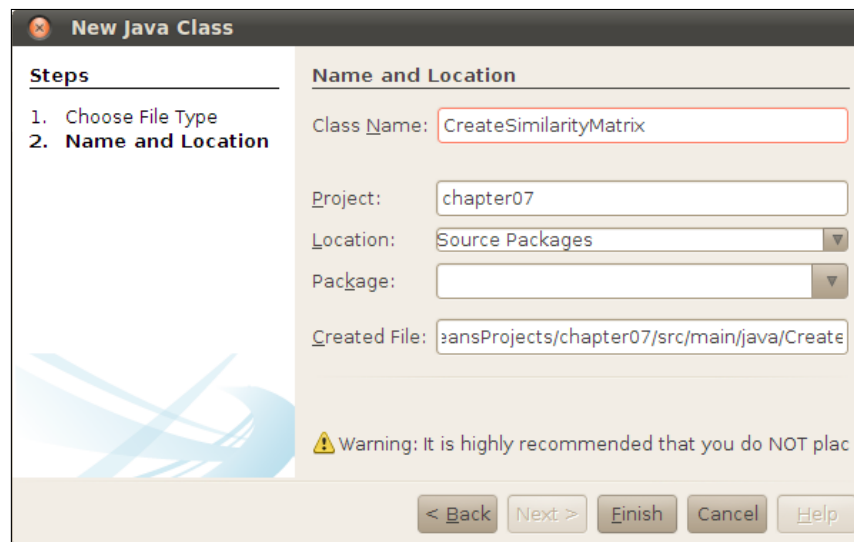 New Java Class
Steps
1. Choose File Type
2. Name and Location
Name and Location
Class Name: CreateSimilarityMatrix
Project: chapter07
Location: Source Packages
Package:
Created File: eansProjects/chapter07/src/main/java/Create
Warning: It is highly recommended that you do NOT plac
< Back Next > Finish Cancel Help